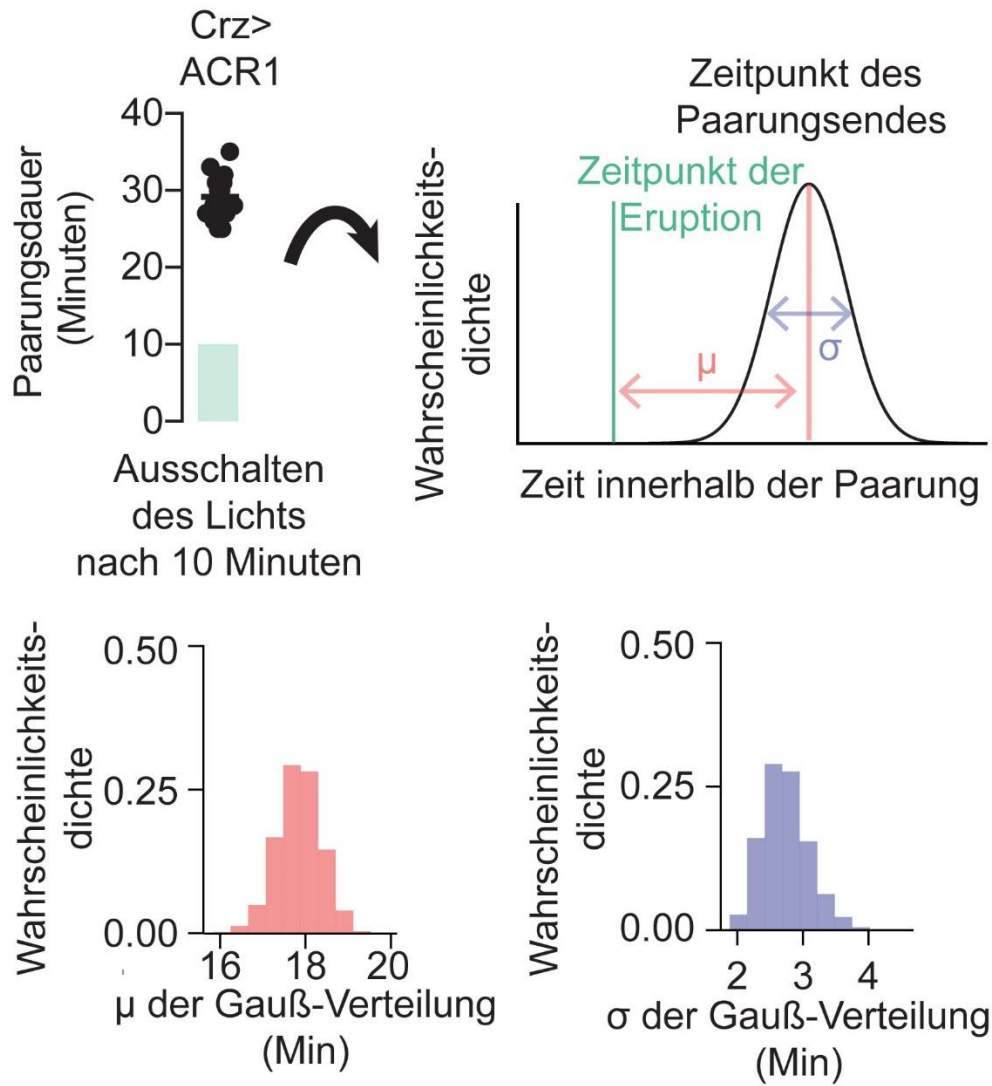 Crz>
ACR1
Paarungsdauer
(Minuten)
40
30
20
10
0
Ausschalten
des Lichts
nach 10 Minuten
Wahrscheinlichkeits-
dichte
Zeitpunkt des
Paarungsendes
Zeitpunkt der
Eruption
μ
σ
Zeit innerhalb der Paarung
Wahrscheinlichkeits-
dichte
0.50
0.25
0.00
16 18 20
μ der Gauß-Verteilung
(Min)
Wahrscheinlichkeits-
dichte
0.50
0.25
0.00
2 3 4
σ der Gauß-Verteilung
(Min)